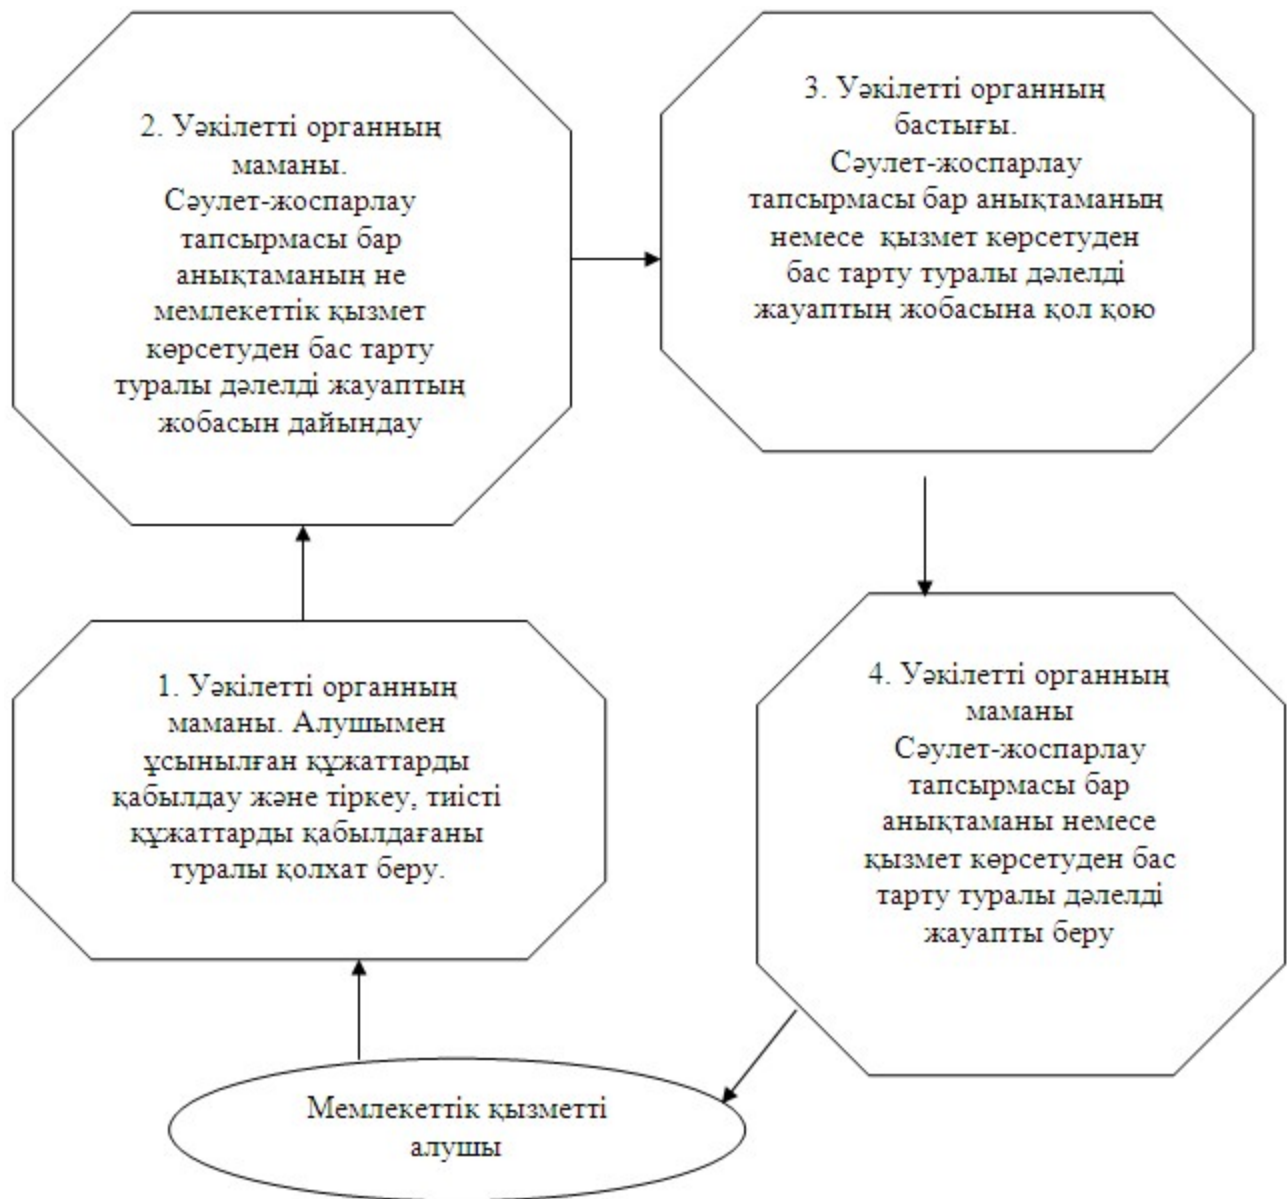 2. Уәкілетті органның
маманы.
Сәулет-жоспарлау
тапсырмасы бар
анықтаманың не
мемлекеттік қызмет
көрсетуден бас тарту
туралы дәлелді жауаптың
жобасын дайындау
3. Уәкілетті органның
бастығы.
Сәулет-жоспарлау
тапсырмасы бар анықтаманың
немесе қызмет көрсетуден
бас тарту туралы дәлелді
жауаптың жобасына қол қою
1. Уәкілетті органның
маманы. Алушымен
ұсынылған құжаттарды
қабылдау және тіркеу, тиісті
құжаттарды қабылдағаны
туралы қолхат беру.
4. Уәкілетті органның
маманы
Сәулет-жоспарлау
тапсырмасы бар
анықтаманы немесе
қызмет көрсетуден бас
тарту туралы дәлелді
жауапты беру
Мемлекеттік қызметті
алушы